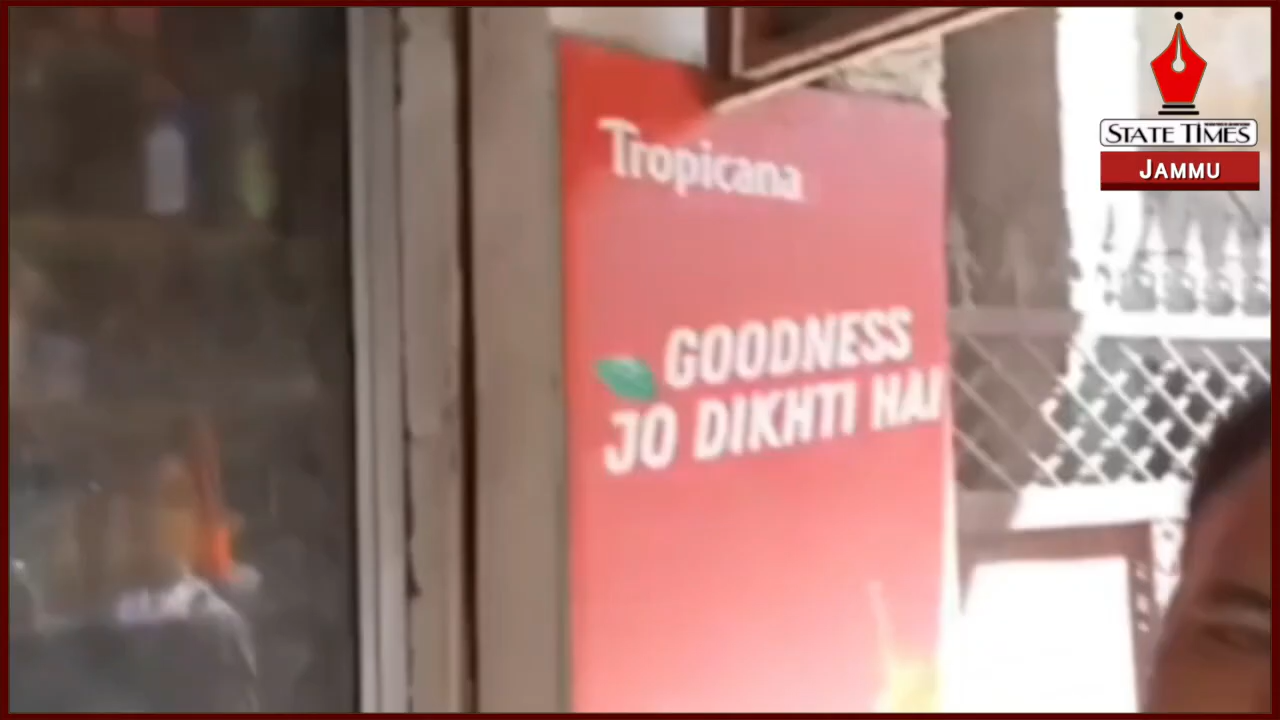 Tropicana
GOODNESS
JO DIKHTI HAI
STATE TIMES
JAMMU